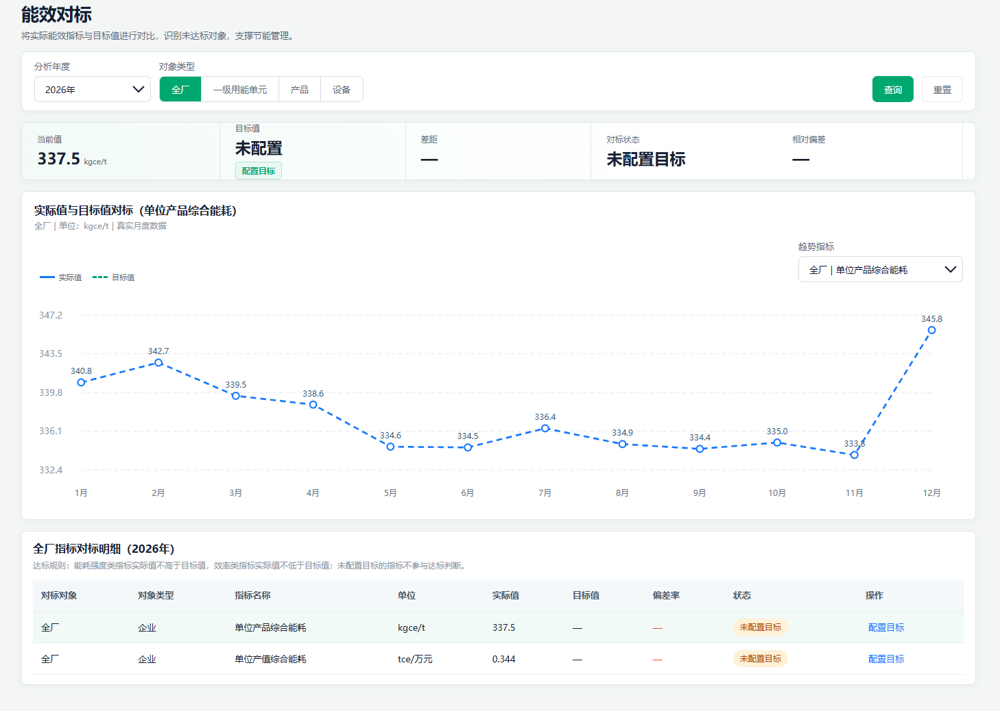 能效对标
将实际能效指标与目标值进行对比，识别未达标对象，支撑节能管理。
分析年度
对象类型
2026年
全厂
一级用能单元
产品
设备
查询
重置
当前值
337.5 kgce/t
目标值
未配置
配置目标
差距
—
对标状态
未配置目标
相对偏差
—
实际值与目标值对标（单位产品综合能耗）
全厂 | 单位：kgce/t | 真实月度数据
趋势指标
全厂 | 单位产品综合能耗
实际值
目标值
347.2
343.5
339.8
336.1
332.4
340.8
342.7
339.5
338.6
334.6
334.5
336.4
334.9
334.4
335.0
333.8
345.8
1月
2月
3月
4月
5月
6月
7月
8月
9月
10月
11月
12月
全厂指标对标明细（2026年）
达标规则：能耗强度类指标实际值不高于目标值，效率类指标实际值不低于目标值；未配置目标的指标不参与达标判断。
对标对象 对象类型 指标名称 单位 实际值 目标值 偏差率 状态 操作
全厂 企业 单位产品综合能耗 kgce/t 337.5 — — 未配置目标 配置目标
全厂 企业 单位产值综合能耗 tce/万元 0.344 — — 未配置目标 配置目标